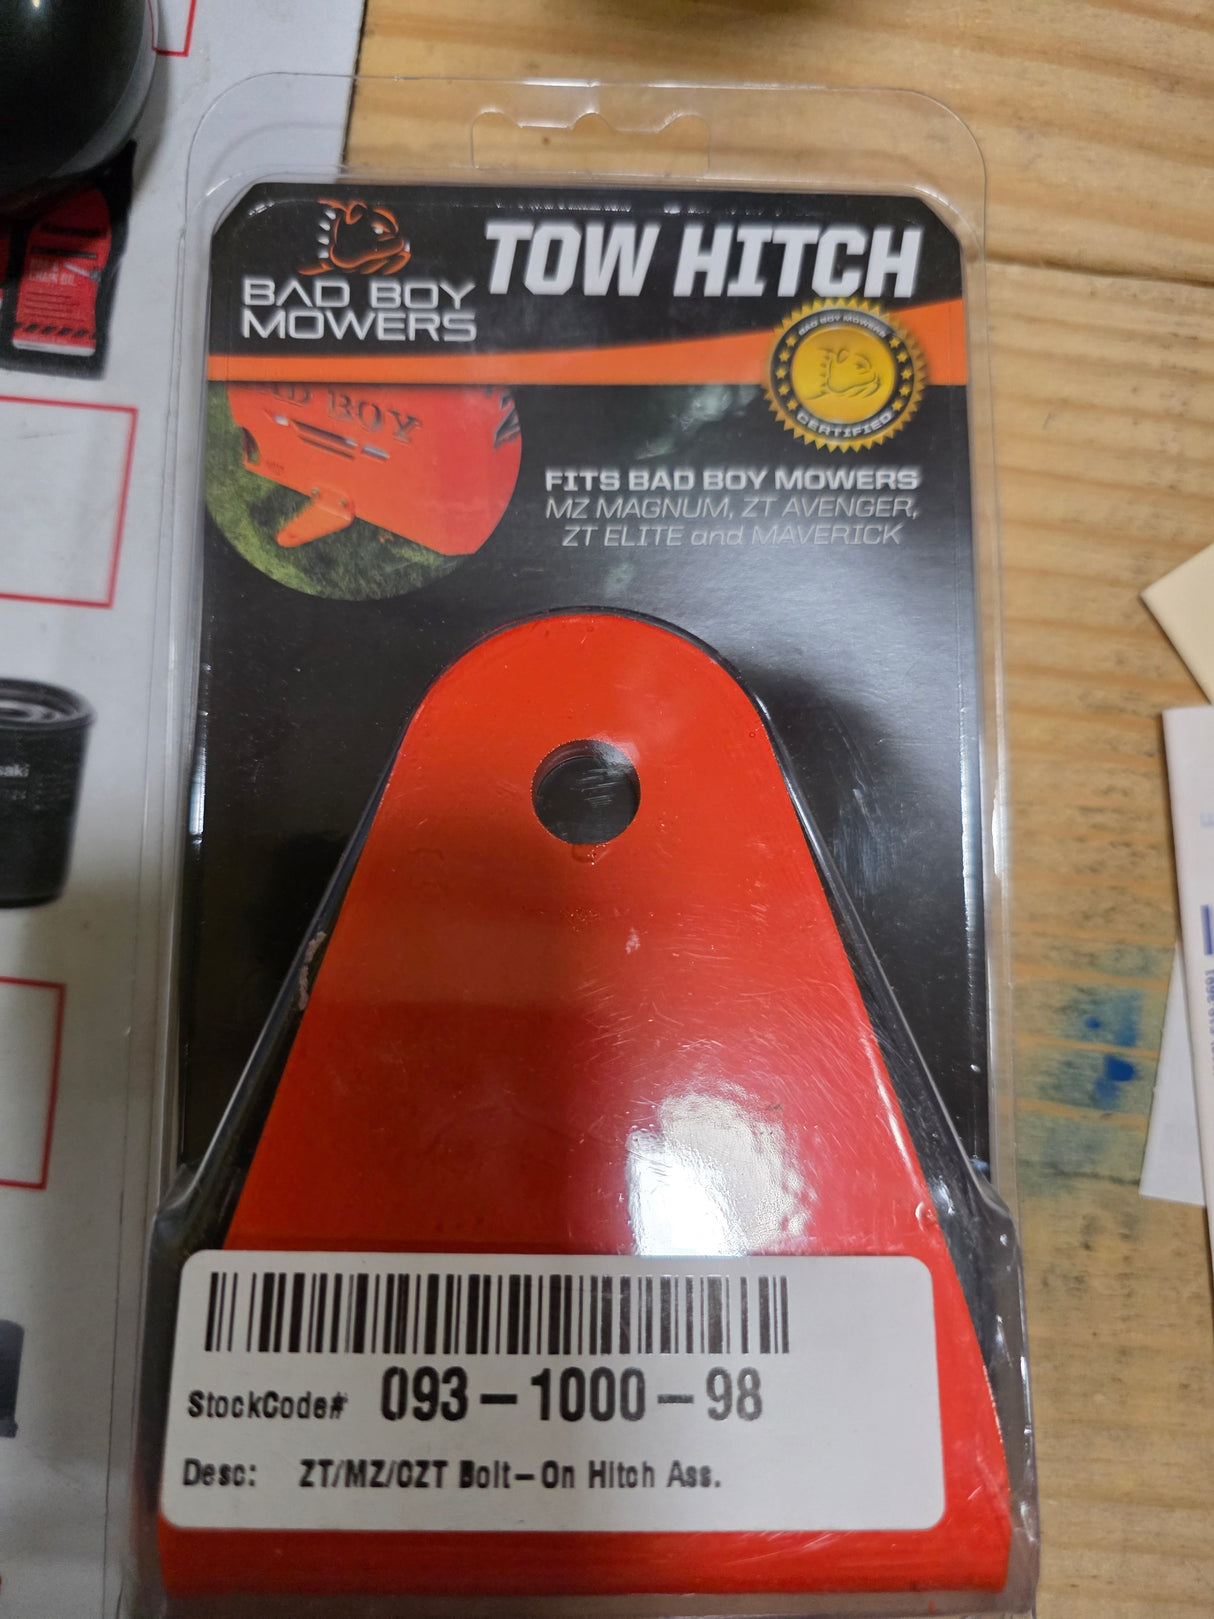 TOW HITCH
BAD BOY
MOWERS
BAD BOY MOWERS
CERTIFIED
BOY
FITS BAD BOY MOWERS
MZ MAGNUM, ZT AVENGER,
ZT ELITE and MAVERICK
StockCode# 093-1000-98
Desc: ZT/MZ/CZT Bolt-On Hitch Ass.